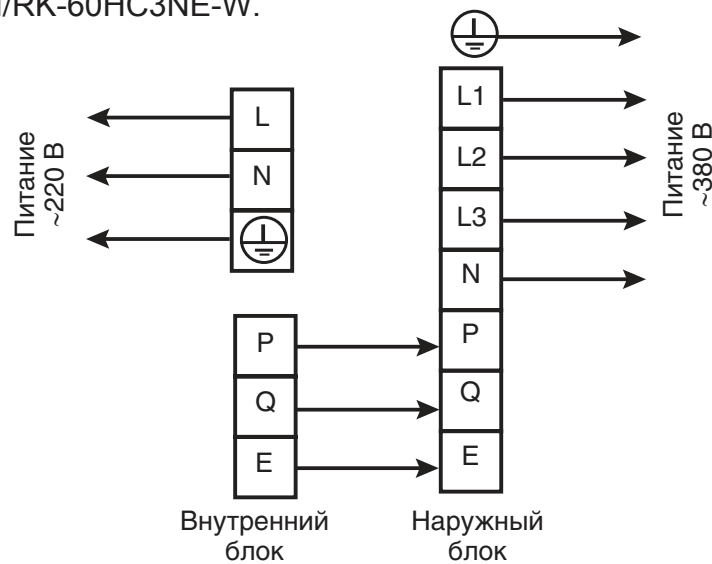 /RK-60HC3NE-W.
L
N
Питание
~220 В
L1
L2
L3
N
P
Q
E
Питание
~380 В
P
Q
E
Внутренний
блок
Наружный
блок